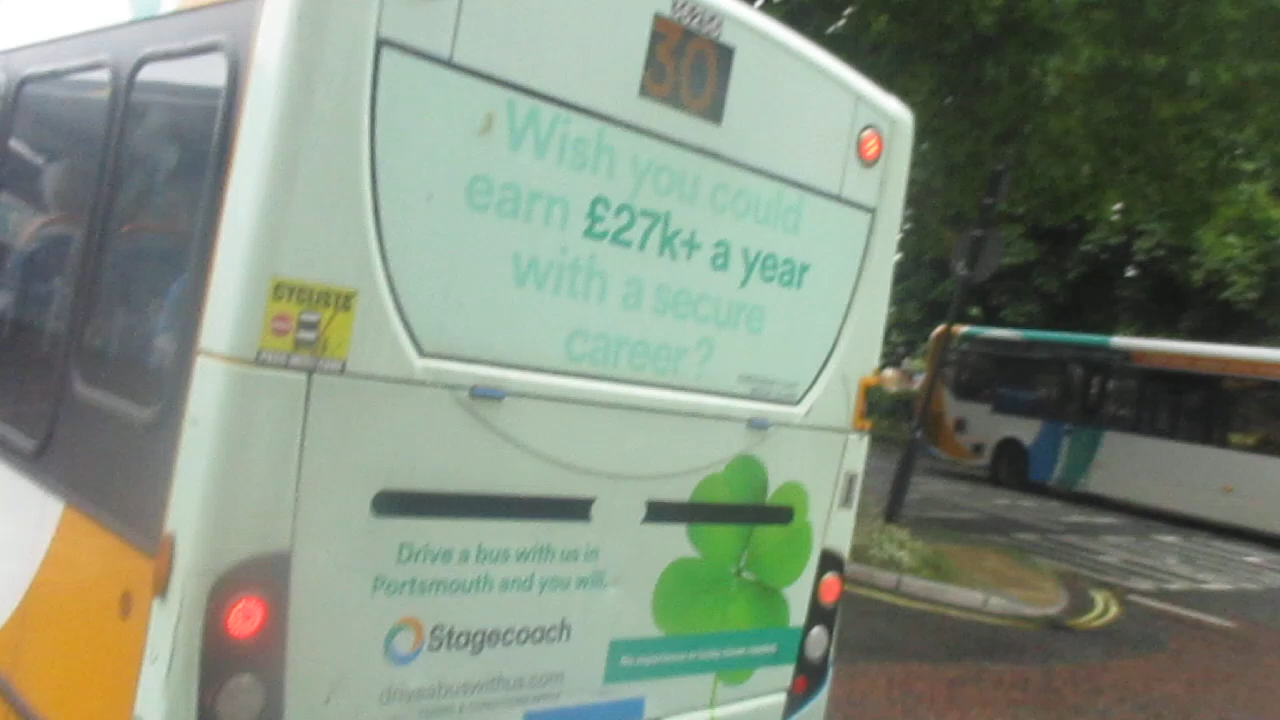 30
Wish you could
earn £27k+ a year
with a secure
career?
CYCLISTS
Drive a bus with us in
Portsmouth and you will.
Stagecoach
driveabuswithus.com